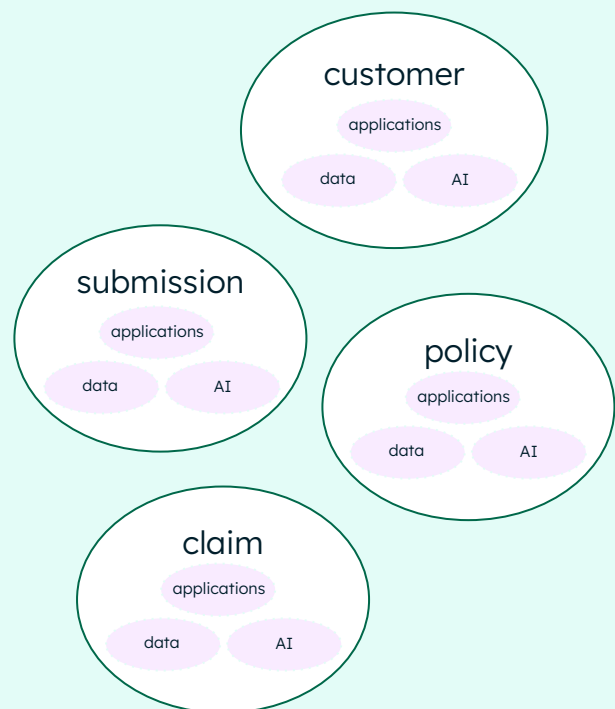 customer
applications
data AI
submission
applications
data AI
policy
applications
data AI
claim
applications
data AI